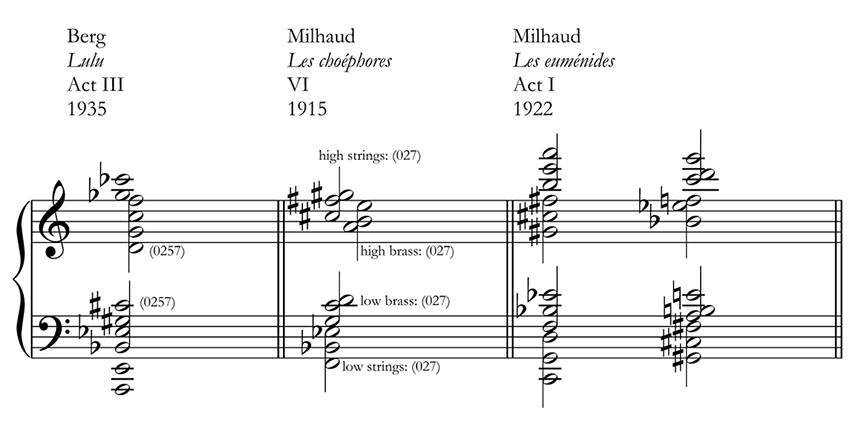 Berg
Lulu
Act III
1935
Milhaud
Les choéphores
VI
1915
Milhaud
Les euménides
Act I
1922
high strings: (027)
(0257)
high brass: (027)
(0257)
low brass: (027)
low strings: (027)